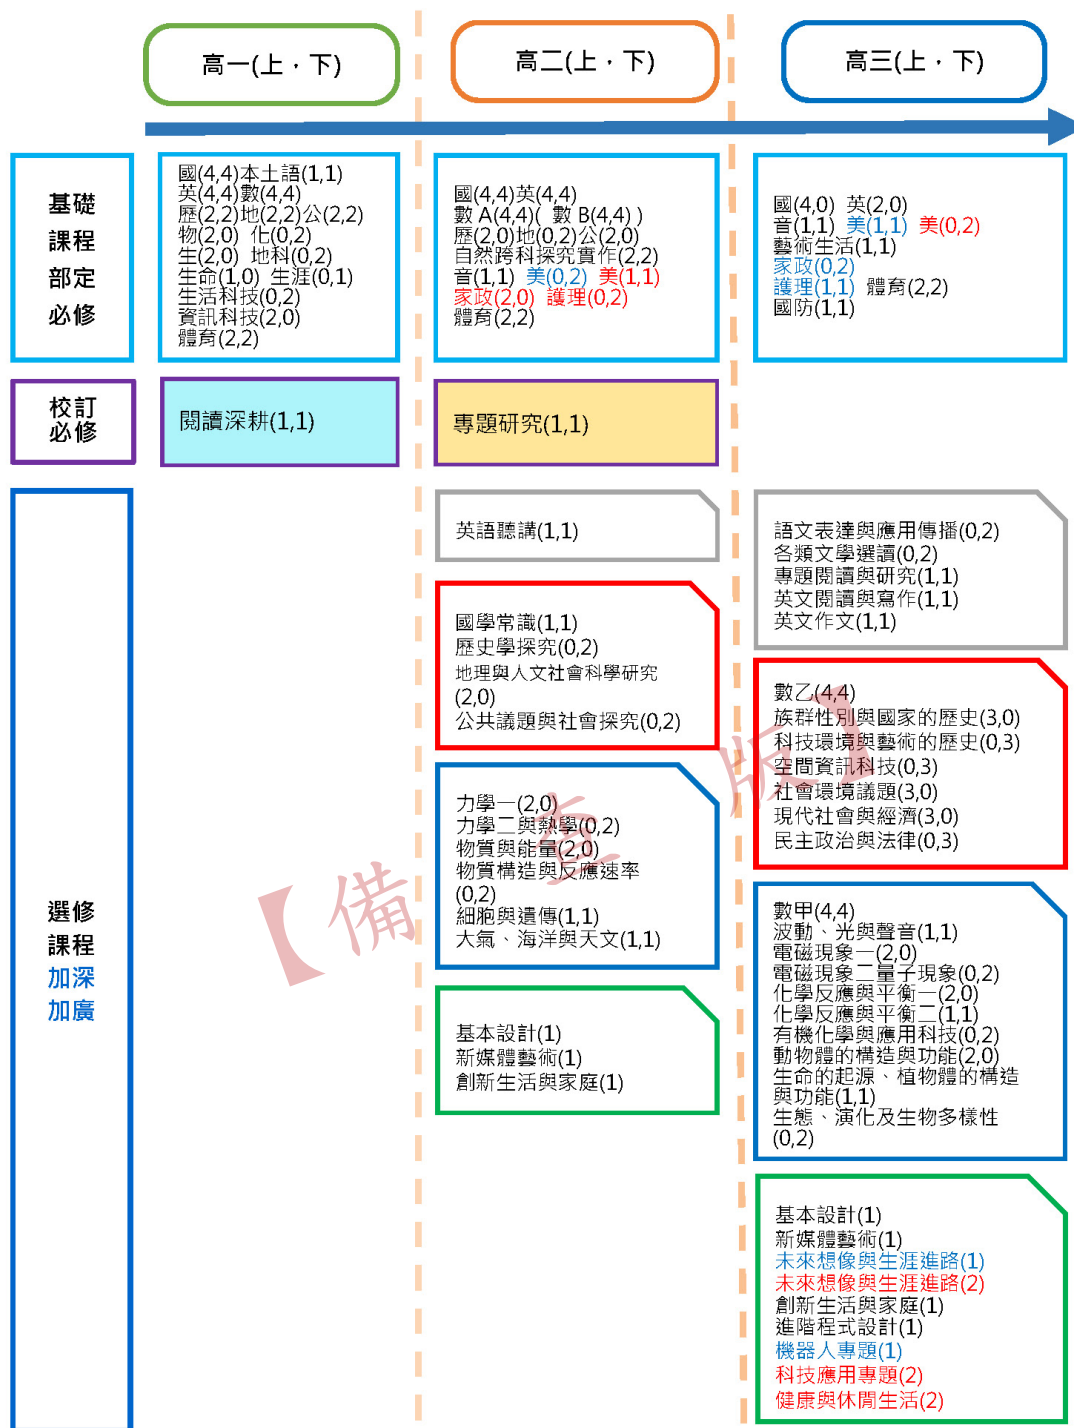 高一(上，下)
高二(上，下)
高三(上，下)
基礎
課程
部定
必修
國(4,4)本土語(1,1)
英(4,4)數(4,4)
歷(2,2)地(2,2)公(2,2)
物(2,0) 化(0,2)
生(2,0) 地科(0,2)
生命(1,0) 生涯(0,1)
生活科技(0,2)
資訊科技(2,0)
體育(2,2)
國(4,4)英(4,4)
數 A(4,4)( 數 B(4,4) )
歷(2,0)地(0,2)公(2,0)
自然跨科探究實作(2,2)
音(1,1) 美(0,2) 美(1,1)
家政(2,0) 護理(0,2)
體育(2,2)
國(4,0) 英(2,0)
音(1,1) 美(1,1) 美(0,2)
藝術生活(1,1)
家政(0,2)
護理(1,1) 體育(2,2)
國防(1,1)
校訂
必修
閱讀深耕(1,1)
專題研究(1,1)
選修
課程
加深
加廣
英語聽講(1,1)
國學常識(1,1)
歷史學探究(0,2)
地理與人文社會科學研究
(2,0)
公共議題與社會探究(0,2)
力學一(2,0)
力學二與熱學(0,2)
物質與能量(2,0)
物質構造與反應速率
(0,2)
細胞與遺傳(1,1)
大氣、海洋與天文(1,1)
基本設計(1)
新媒體藝術(1)
創新生活與家庭(1)
語文表達與應用傳播(0,2)
各類文學選讀(0,2)
專題閱讀與研究(1,1)
英文閱讀與寫作(1,1)
英文作文(1,1)
數乙(4,4)
族群性別與國家的歷史(3,0)
科技環境與藝術的歷史(0,3)
空間資訊科技(0,3)
社會環境議題(3,0)
現代社會與經濟(3,0)
民主政治與法律(0,3)
數甲(4,4)
波動、光與聲音(1,1)
電磁現象一(2,0)
電磁現象二量子現象(0,2)
化學反應與平衡一(2,0)
化學反應與平衡二(1,1)
有機化學與應用科技(0,2)
動物體的構造與功能(2,0)
生命的起源、植物體的構造
與功能(1,1)
生態、演化及生物多樣性
(0,2)
基本設計(1)
新媒體藝術(1)
未來想像與生涯進路(1)
未來想像與生涯進路(2)
創新生活與家庭(1)
進階程式設計(1)
機器人專題(1)
科技應用專題(2)
健康與休閒生活(2)
【備查版】